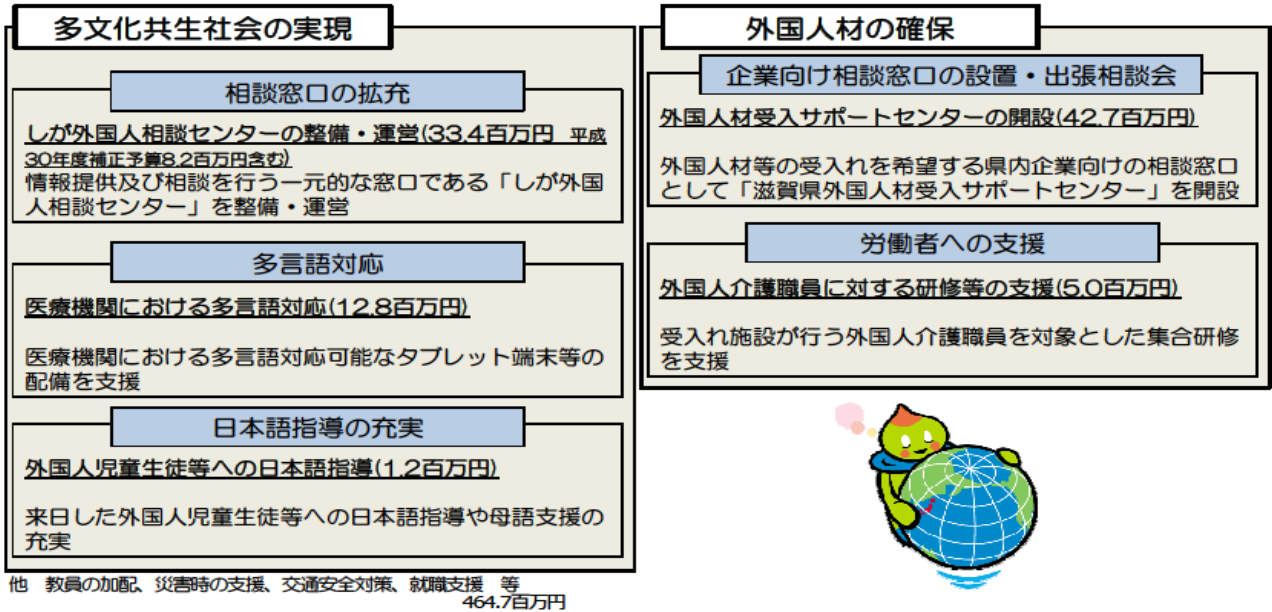 多文化共生社会の実現
相談窓口の拡充
しが外国人相談センターの整備・運営(33.4百万円 平成
30年度補正予算8.2百万円含む)
情報提供及び相談を行う一元的な窓口である「しが外国
人相談センター」を整備・運営
多言語対応
医療機関における多言語対応(12.8百万円)
医療機関における多言語対応可能なタブレット端末等の
配備を支援
日本語指導の充実
外国人児童生徒等への日本語指導(1.2百万円)
来日した外国人児童生徒等への日本語指導や母語支援の
充実
他 教員の加配、災害時の支援、交通安全対策、就職支援 等
464.7百万円
外国人材の確保
企業向け相談窓口の設置・出張相談会
外国人材受入サポートセンターの開設(42.7百万円)
外国人材等の受入れを希望する県内企業向けの相談窓口
として「滋賀県外国人材受入サポートセンター」を開設
労働者への支援
外国人介護職員に対する研修等の支援(5.0百万円)
受入れ施設が行う外国人介護職員を対象とした集合研修
を支援